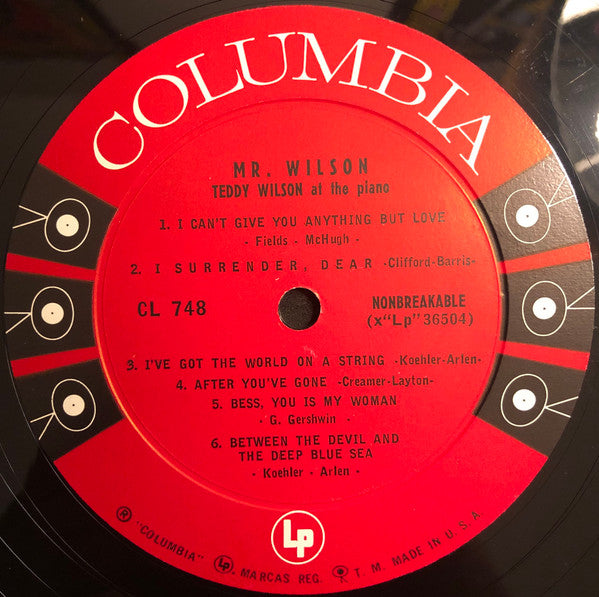 COLUMBIA
MR. WILSON
TEDDY WILSON at the piano
1. I CAN'T GIVE YOU ANYTHING BUT LOVE
- Fields - McHugh -
2. I SURRENDER, DEAR -Clifford-Barris-
CL 748
NONBREAKABLE
(x"Lp"36504)
3. I'VE GOT THE WORLD ON A STRING -Koehler-Arlen-
4. AFTER YOU'VE GONE -Creamer-Layton-
5. BESS, YOU IS MY WOMAN
- G. Gershwin -
6. BETWEEN THE DEVIL AND
THE DEEP BLUE SEA
- Koehler - Arlen -
Lp
® "COLUMBIA" Lp. MARCAS REG. T. M. MADE IN U.S.A.